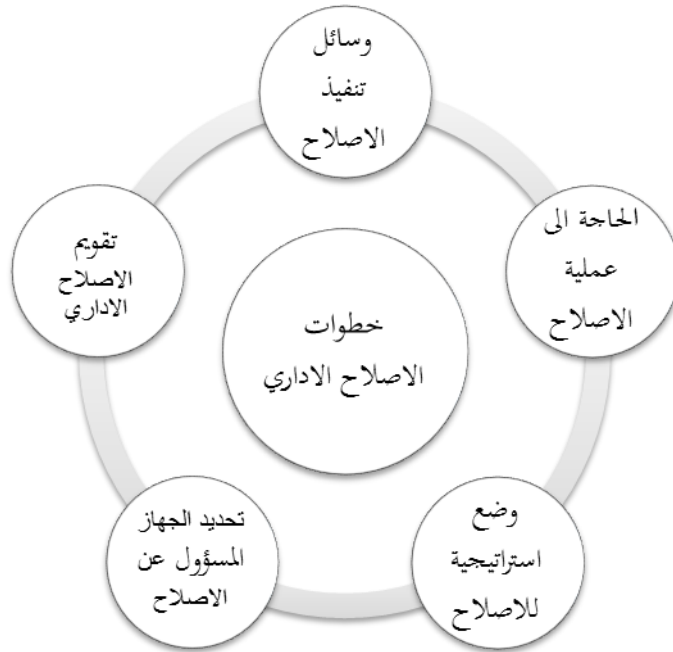 وسائل
تنفيذ
الاصلاح
الحاجة الى
عملية
الاصلاح
تقويم
الاصلاح
الاداري
خطوات
الاصلاح الاداري
وضع
استراتيجية
للاصلاح
تحديد الجهاز
المسؤول عن
الاصلاح